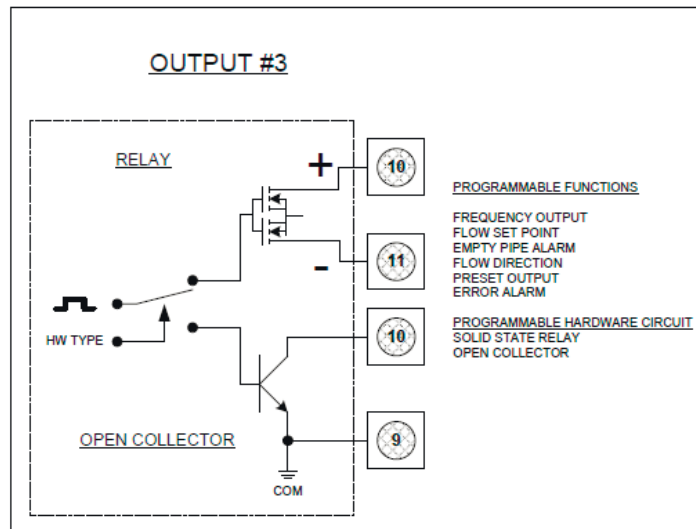 OUTPUT #3
RELAY
+
10
PROGRAMMABLE FUNCTIONS
FREQUENCY OUTPUT
FLOW SET POINT
EMPTY PIPE ALARM
FLOW DIRECTION
PRESET OUTPUT
ERROR ALARM
-
11
HW TYPE
10
PROGRAMMABLE HARDWARE CIRCUIT
SOLID STATE RELAY
OPEN COLLECTOR
OPEN COLLECTOR
9
COM